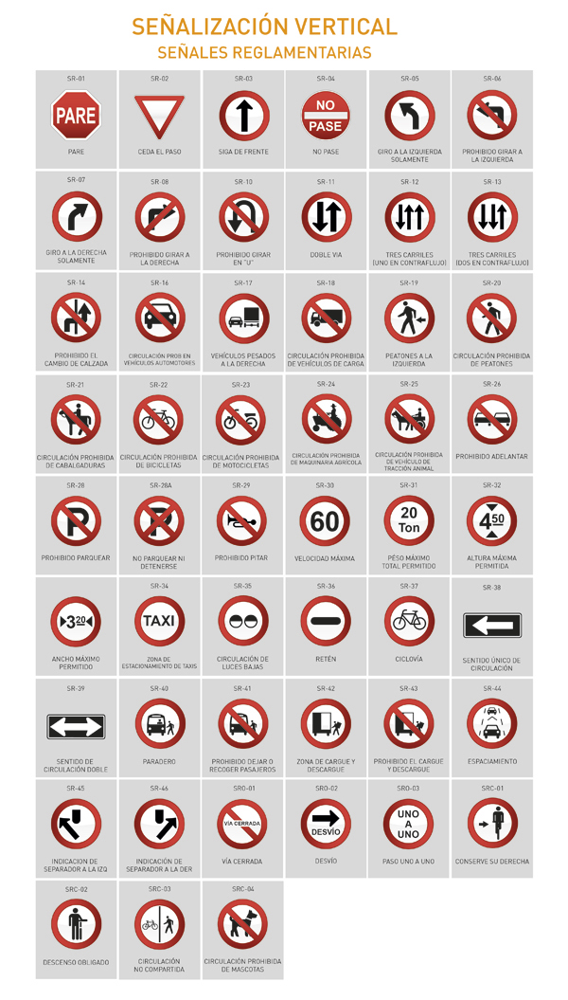 SEÑALIZACIÓN VERTICAL
SEÑALES REGLAMENTARIAS
SR-01
PARE
PARE
SR-02
CEDA EL PASO
SR-03
SIGA DE FRENTE
SR-04
NO
PASE
NO PASE
SR-05
GIRO A LA IZQUIERDA
SOLAMENTE
SR-06
PROHIBIDO GIRAR A
LA IZQUIERDA
SR-07
GIRO A LA DERECHA
SOLAMENTE
SR-08
PROHIBIDO GIRAR A
LA DERECHA
SR-10
PROHIBIDO GIRAR
EN "U"
SR-11
DOBLE VIA
SR-12
TRES CARRILES
(UNO EN CONTRAFLUJO)
SR-13
TRES CARRILES
(DOS EN CONTRAFLUJO)
SR-14
PROHIBIDO EL
CAMBIO DE CALZADA
SR-16
CIRCULACIÓN PROB EN
VEHÍCULOS AUTOMOTORES
SR-17
VEHÍCULOS PESADOS
A LA DERECHA
SR-18
CIRCULACIÓN PROHIBIDA
DE VEHÍCULOS DE CARGA
SR-19
PEATONES A LA
IZQUIERDA
SR-20
CIRCULACIÓN PROHIBIDA
DE PEATONES
SR-21
CIRCULACIÓN PROHIBIDA
DE CABALGADURAS
SR-22
CIRCULACIÓN PROHIBIDA
DE BICICLETAS
SR-23
CIRCULACIÓN PROHIBIDA
DE MOTOCICLETAS
SR-24
CIRCULACIÓN PROHIBIDA
DE MAQUINARIA AGRÍCOLA
SR-25
CIRCULACIÓN PROHIBIDA
DE VEHÍCULO DE
TRACCIÓN ANIMAL
SR-26
PROHIBIDO ADELANTAR
SR-28
P
PROHIBIDO PARQUEAR
SR-28A
P
NO PARQUEAR NI
DETENERSE
SR-29
PROHIBIDO PITAR
SR-30
60
VELOCIDAD MÁXIMA
SR-31
20
Ton
PÉSO MÁXIMO
TOTAL PERMITIDO
SR-32
4 50
ALTURA MÁXIMA
PERMITIDA
3 20
ANCHO MÁXIMO
PERMITIDO
SR-34
TAXI
ZONA DE
ESTACIONAMIENTO DE TAXIS
SR-35
CIRCULACIÓN DE
LUCES BAJAS
SR-36
RETÉN
SR-37
CICLOVÍA
SR-38
SENTIDO ÚNICO DE
CIRCULACIÓN
SR-39
SENTIDO DE
CIRCULACIÓN DOBLE
SR-40
PARADERO
SR-41
PROHIBIDO DEJAR O
RECOGER PASAJEROS
SR-42
ZONA DE CARGUE Y
DESCARGUE
SR-43
PROHIBIDO EL CARGUE
Y DESCARGUE
SR-44
ESPACIAMIENTO
SR-45
INDICACION DE
SEPARADOR A LA IZQ
SR-46
INDICACIÓN DE
SEPARADOR A LA DER
SRO-01
VIA CERRADA
VÍA CERRADA
SRO-02
DESVÍO
DESVÍO
SRO-03
UNO
A
UNO
PASO UNO A UNO
SRC-01
CONSERVE SU DERECHA
SRC-02
DESCENSO OBLIGADO
SRC-03
CIRCULACIÓN
NO COMPARTIDA
SRC-04
CIRCULACIÓN PROHIBIDA
DE MASCOTAS